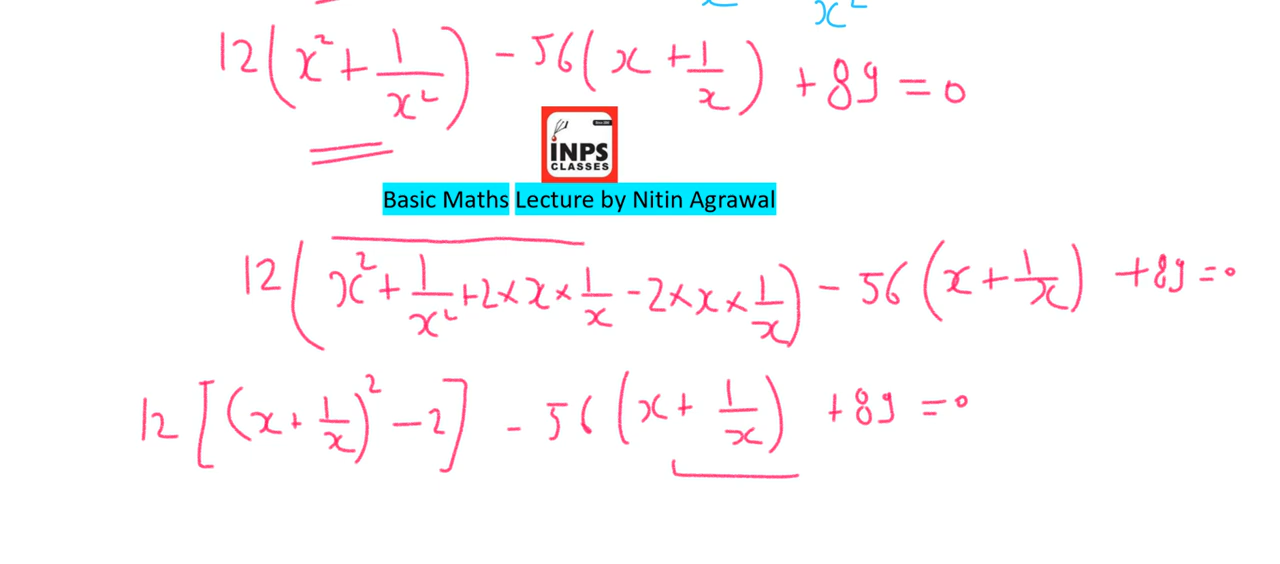 12(x² + 1/x²) - 56(x + 1/x) + 89 = 0
INPS
CLASSES
Basic Maths Lecture by Nitin Agrawal
12(x² + 1/x² + 2 × x × 1/x - 2 × x × 1/x) - 56(x + 1/x) + 89 = 0
12[(x + 1/x)² - 2] - 56(x + 1/x) + 89 = 0